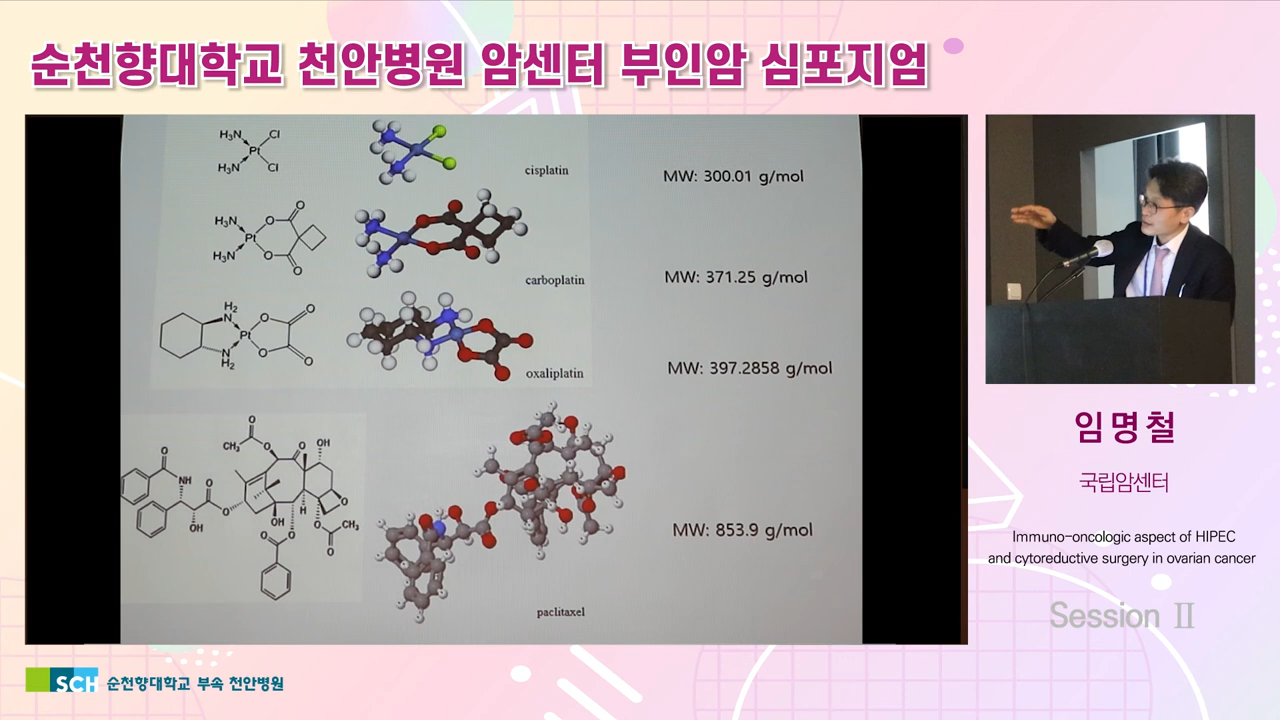 순천향대학교 천안병원 암센터 부인암 심포지엄
H₃N Cl
Pt
H₃N Cl
cisplatin
MW: 300.01 g/mol
O
H₃N O
Pt
H₃N O
O
carboplatin
MW: 371.25 g/mol
H₂
N O O
Pt
N O O
H₂
oxaliplatin
MW: 397.2858 g/mol
O
CH₃ O O OH
O
NH O
O
OH
OH H O
O O CH₃
O O
paclitaxel
MW: 853.9 g/mol
임명철
국립암센터
Immuno-oncologic aspect of HIPEC
and cytoreductive surgery in ovarian cancer
Session Ⅱ
SCH 순천향대학교 부속 천안병원